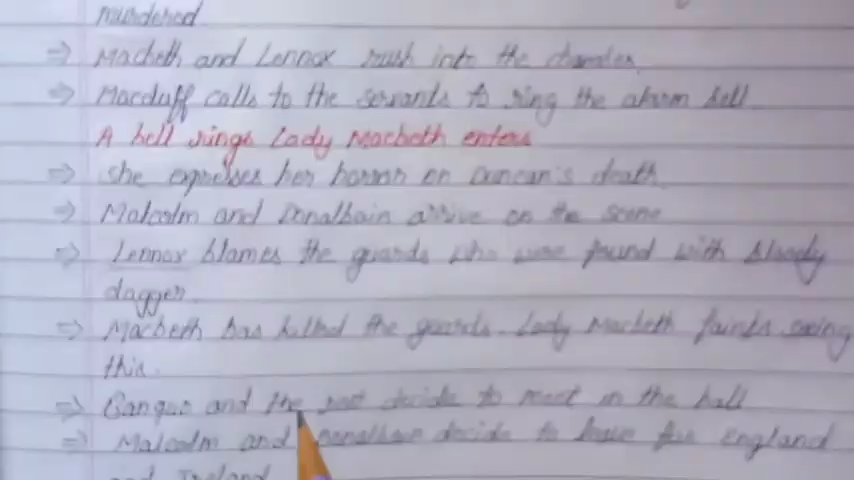 murdered
⇒ Macbeth and Lennox rush into the chamber.
⇒ Macduff calls to the servants to ring the alarm bell
A bell rings Lady Macbeth enters
⇒ she expresses her horror on Duncan's death.
⇒ Malcolm and Donalbain arrive on the scene
⇒ Lennox blames the guards who were found with bloody
dagger.
⇒ Macbeth has killed the guards. Lady Macbeth faints seeing
this.
⇒ Banquo and the rest decide to meet in the hall
⇒ Malcolm and Donalbain decide to leave for England
and Ireland